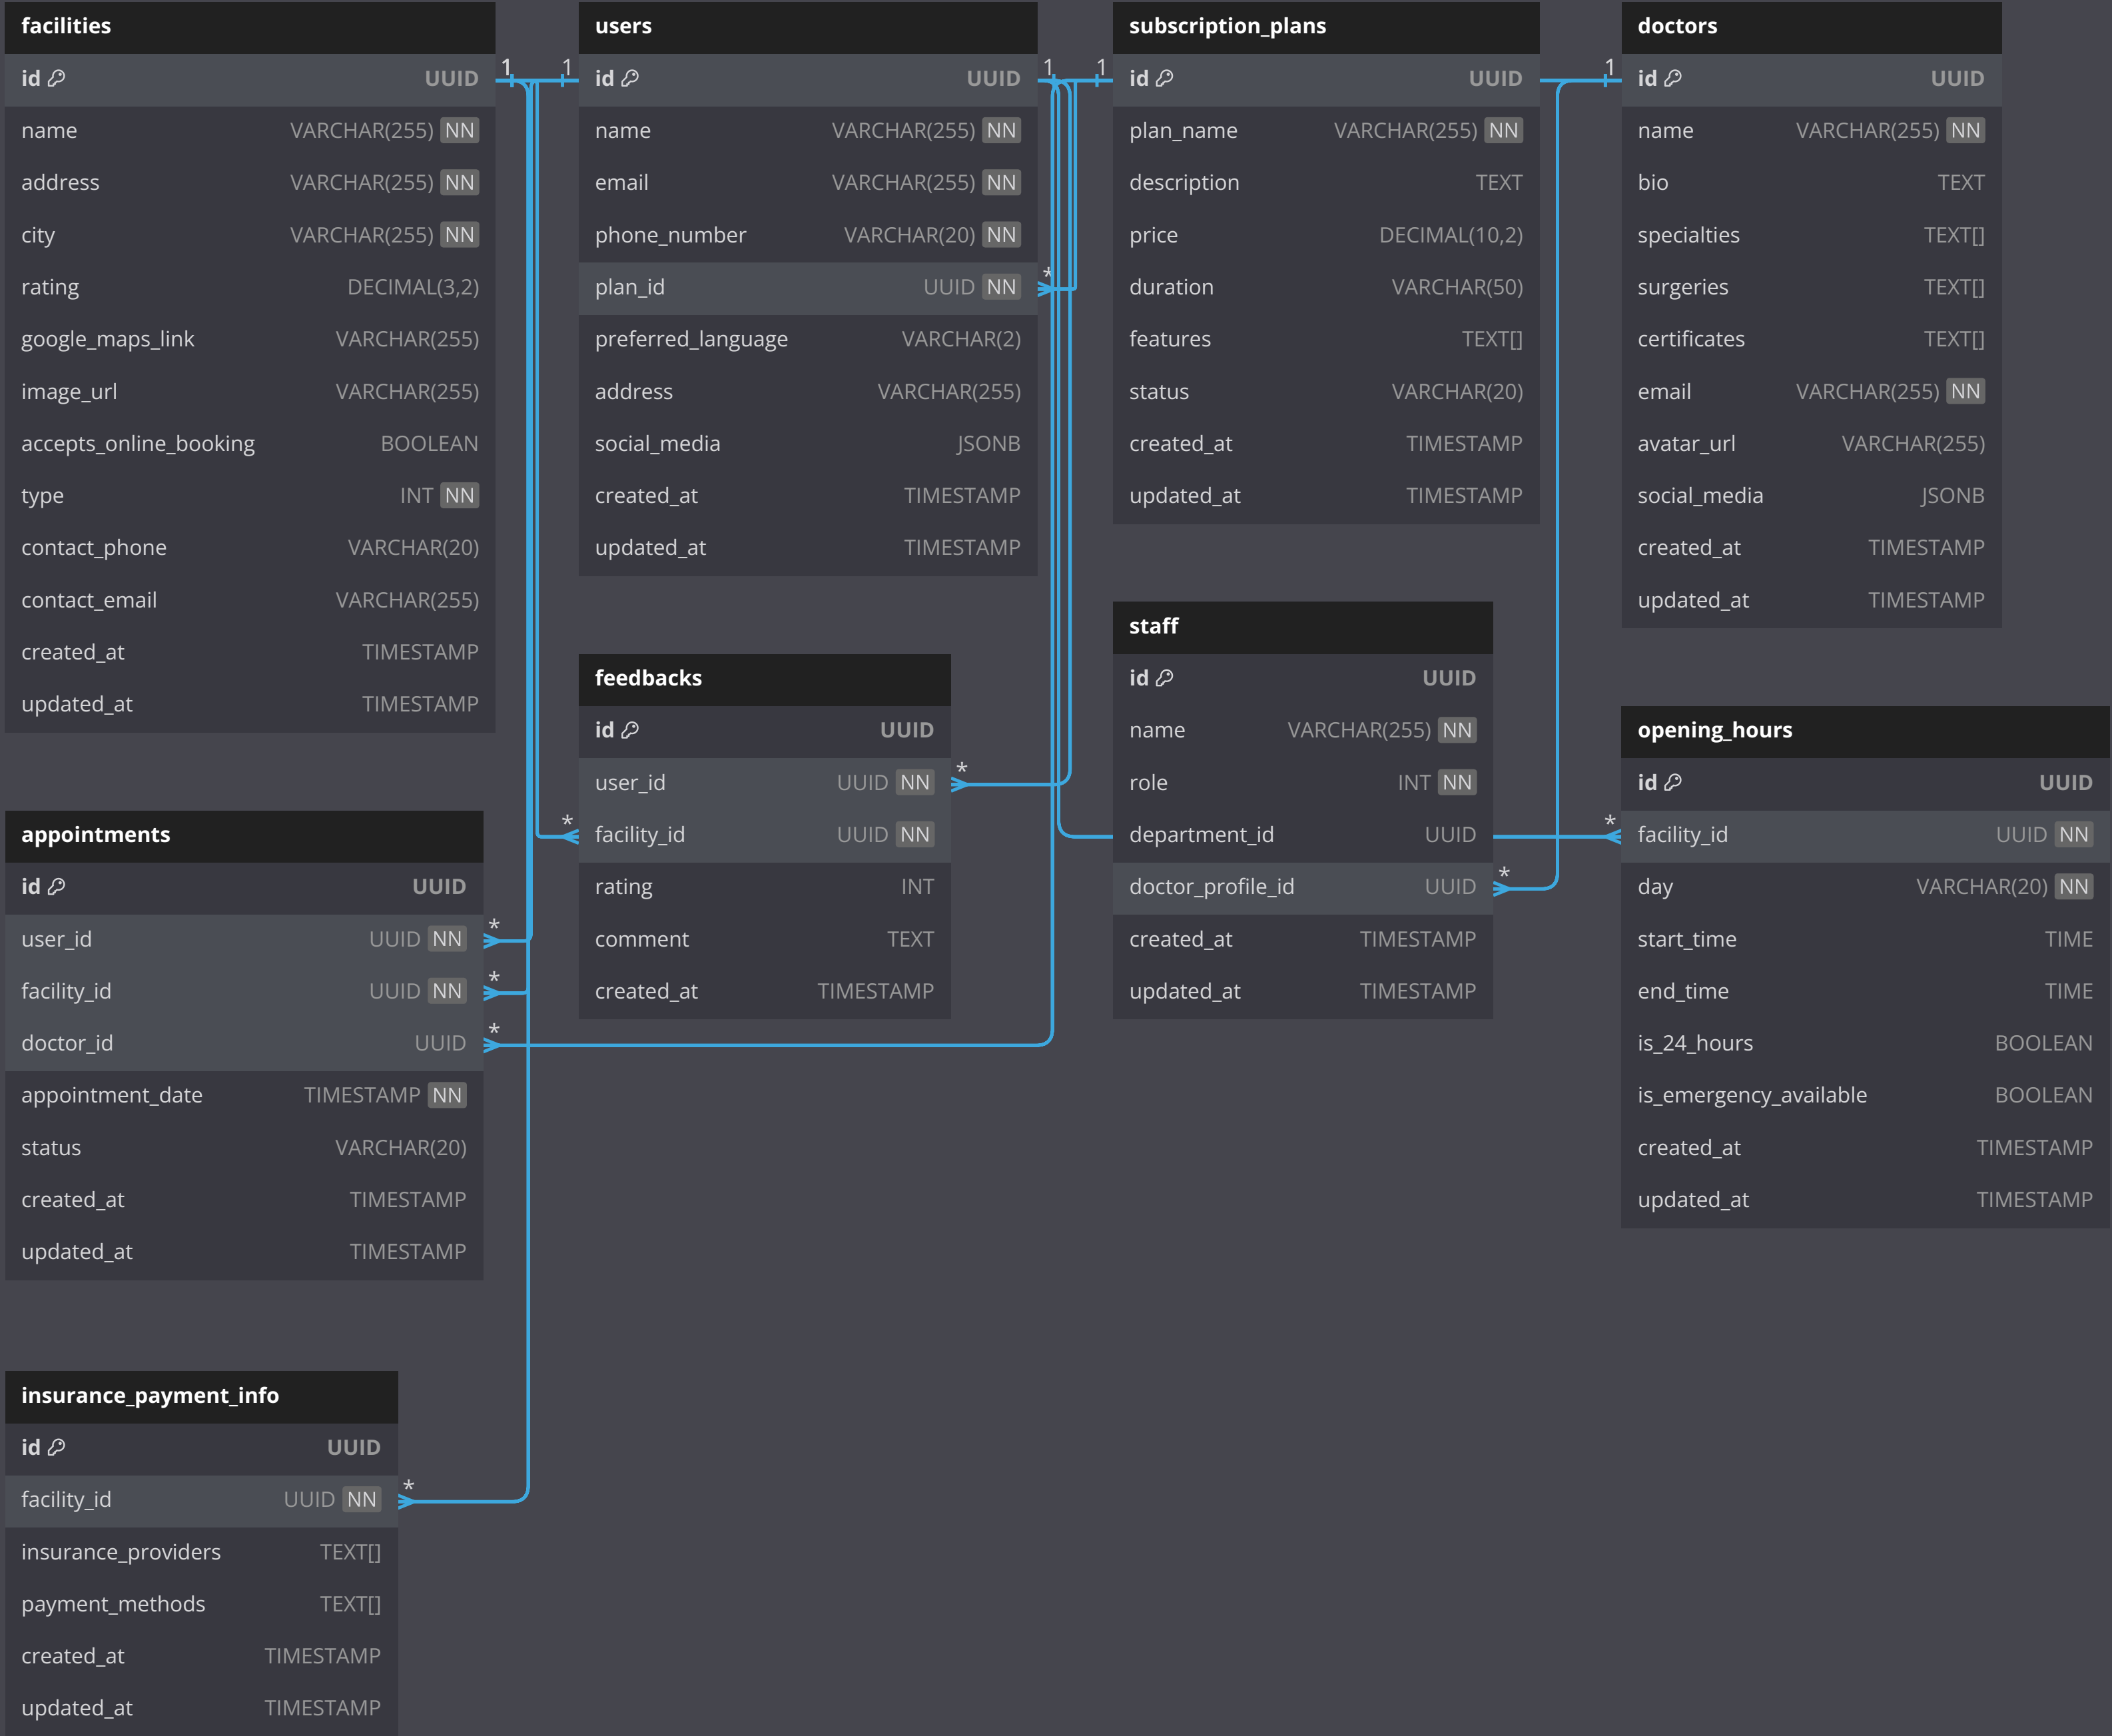 facilities
id UUID
name VARCHAR(255) NN
address VARCHAR(255) NN
city VARCHAR(255) NN
rating DECIMAL(3,2)
google_maps_link VARCHAR(255)
image_url VARCHAR(255)
accepts_online_booking BOOLEAN
type INT NN
contact_phone VARCHAR(20)
contact_email VARCHAR(255)
created_at TIMESTAMP
updated_at TIMESTAMP
1
1
users
id UUID
name VARCHAR(255) NN
email VARCHAR(255) NN
phone_number VARCHAR(20) NN
plan_id UUID NN
*
preferred_language VARCHAR(2)
address VARCHAR(255)
social_media JSONB
created_at TIMESTAMP
updated_at TIMESTAMP
1
1
subscription_plans
id UUID
plan_name VARCHAR(255) NN
description TEXT
price DECIMAL(10,2)
duration VARCHAR(50)
features TEXT[]
status VARCHAR(20)
created_at TIMESTAMP
updated_at TIMESTAMP
1
doctors
id UUID
name VARCHAR(255) NN
bio TEXT
specialties TEXT[]
surgeries TEXT[]
certificates TEXT[]
email VARCHAR(255) NN
avatar_url VARCHAR(255)
social_media JSONB
created_at TIMESTAMP
updated_at TIMESTAMP
feedbacks
id UUID
user_id UUID NN
*
*
facility_id UUID NN
rating INT
comment TEXT
created_at TIMESTAMP
staff
id UUID
name VARCHAR(255) NN
role INT NN
department_id UUID
doctor_profile_id UUID
*
created_at TIMESTAMP
updated_at TIMESTAMP
opening_hours
id UUID
*
facility_id UUID NN
day VARCHAR(20) NN
start_time TIME
end_time TIME
is_24_hours BOOLEAN
is_emergency_available BOOLEAN
created_at TIMESTAMP
updated_at TIMESTAMP
appointments
id UUID
user_id UUID NN
*
facility_id UUID NN
*
doctor_id UUID
*
appointment_date TIMESTAMP NN
status VARCHAR(20)
created_at TIMESTAMP
updated_at TIMESTAMP
insurance_payment_info
id UUID
facility_id UUID NN
*
insurance_providers TEXT[]
payment_methods TEXT[]
created_at TIMESTAMP
updated_at TIMESTAMP